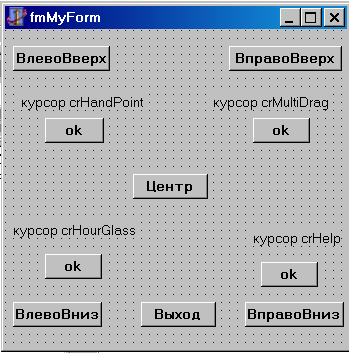 fmMyForm
ВлевоВверх ВправоВверх
курсор crHandPoint курсор crMultiDrag
ok ok
Центр
курсор crHourGlass курсор crHelp
ok ok
ВлевоВниз Выход ВправоВниз